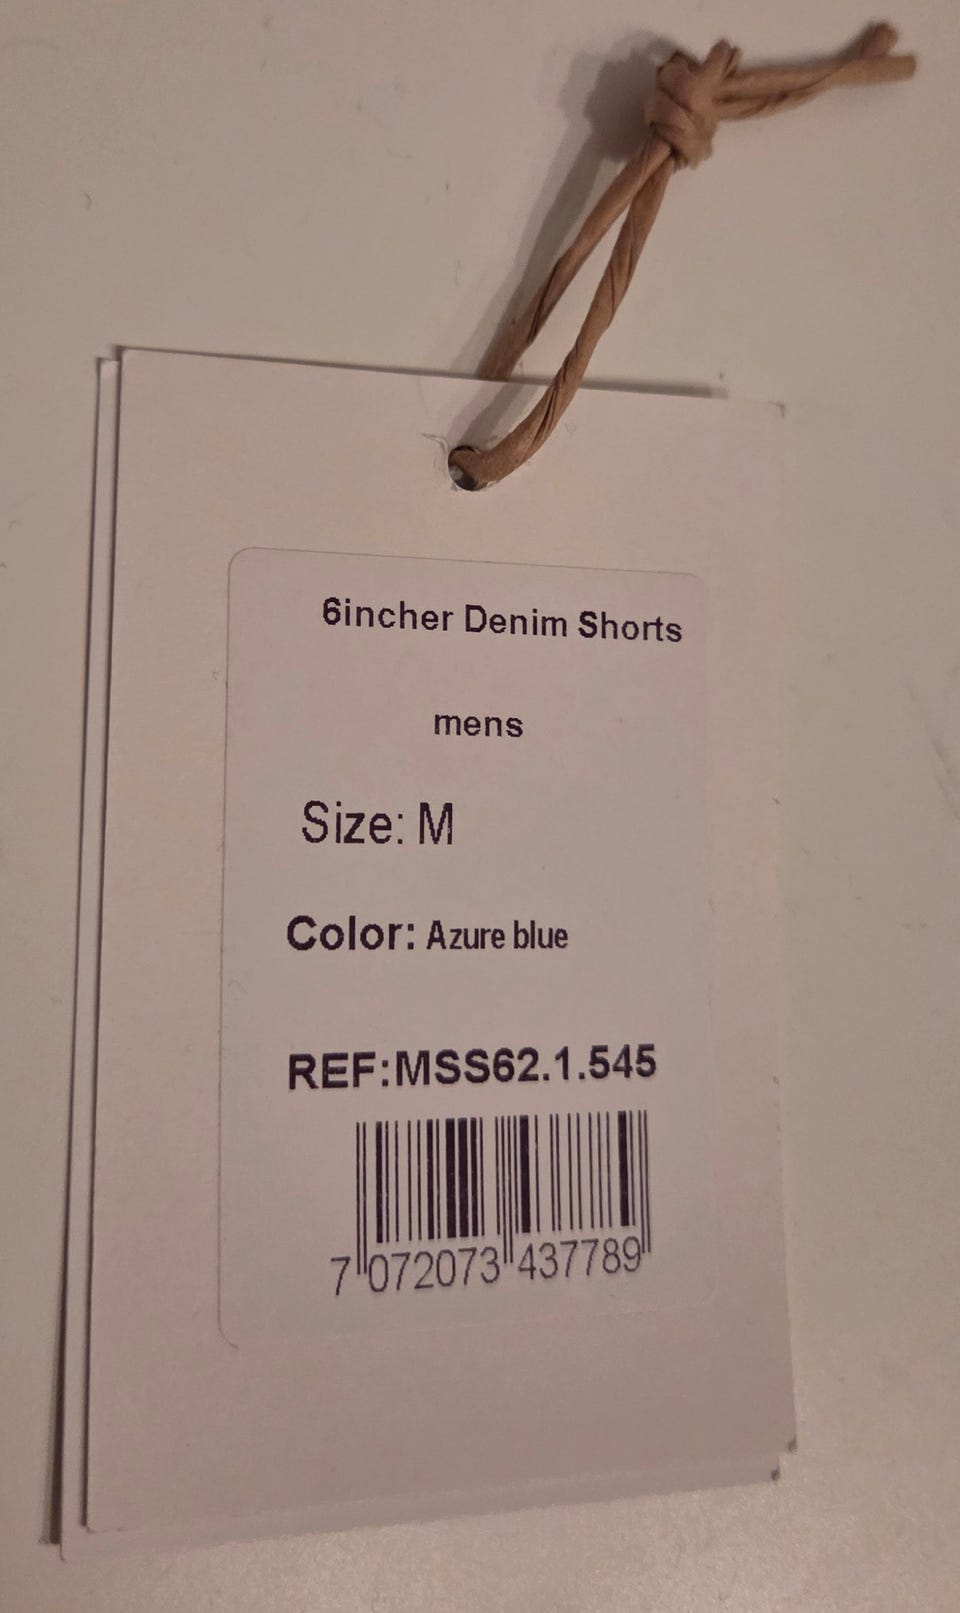 6incher Denim Shorts
mens
Size: M
Color: Azure blue
REF:MSS62.1.545
7 072073 437789